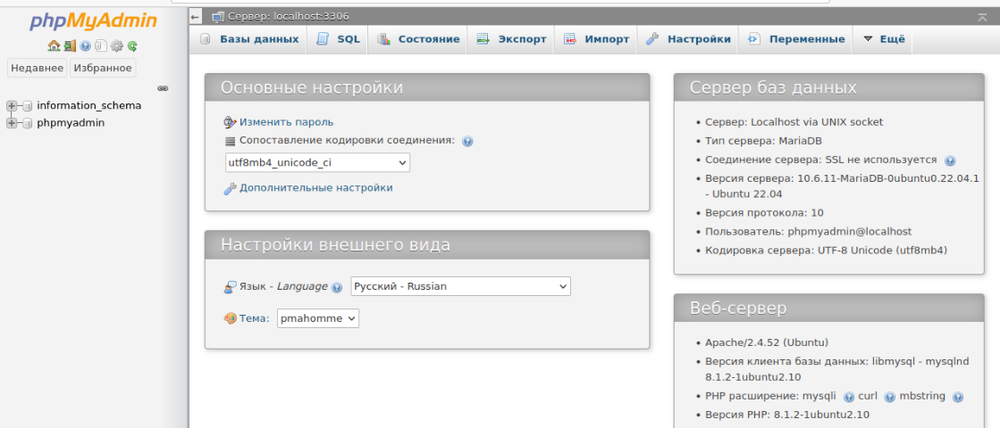 phpMyAdmin
Недавнее Избранное
information_schema
phpmyadmin
Сервер: localhost:3306
Базы данных SQL Состояние Экспорт Импорт Настройки Переменные Ещё
Основные настройки
Изменить пароль
Сопоставление кодировки соединения:
utf8mb4_unicode_ci
Дополнительные настройки
Настройки внешнего вида
Язык - Language Русский - Russian
Тема: pmahomme
Сервер баз данных
Сервер: Localhost via UNIX socket
Тип сервера: MariaDB
Соединение сервера: SSL не используется
Версия сервера: 10.6.11-MariaDB-0ubuntu0.22.04.1
- Ubuntu 22.04
Версия протокола: 10
Пользователь: phpmyadmin@localhost
Кодировка сервера: UTF-8 Unicode (utf8mb4)
Веб-сервер
Apache/2.4.52 (Ubuntu)
Версия клиента базы данных: libmysql - mysqlnd
8.1.2-1ubuntu2.10
PHP расширение: mysqli curl mbstring
Версия PHP: 8.1.2-1ubuntu2.10